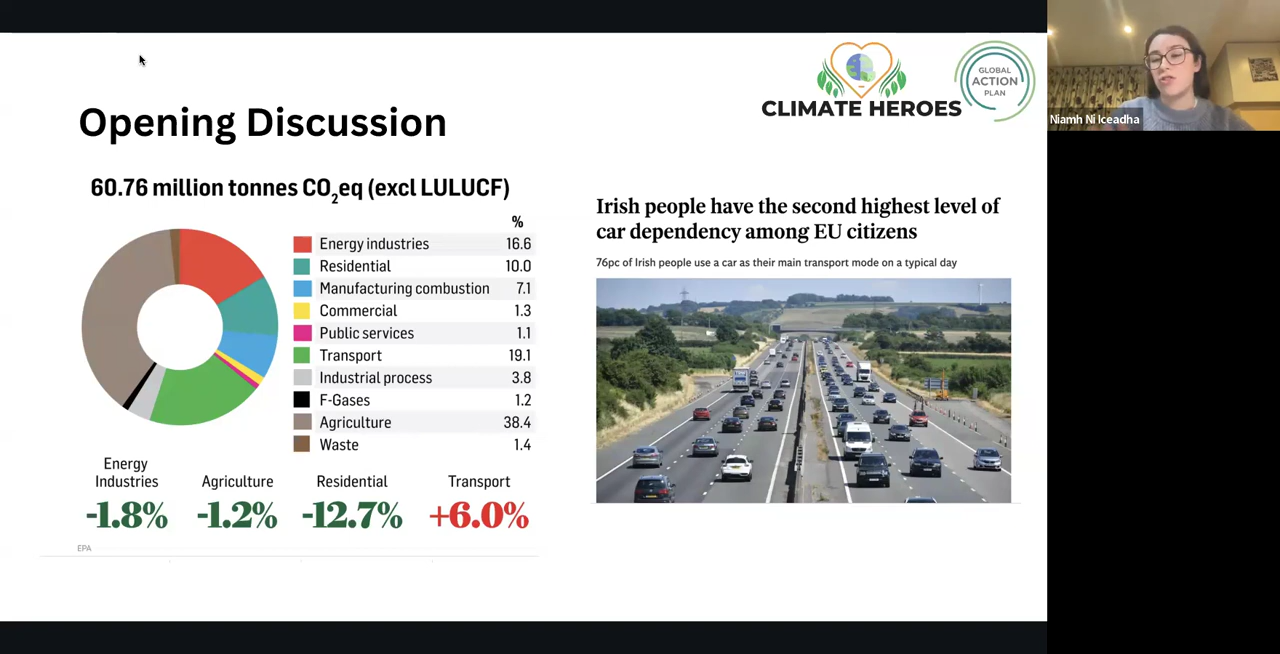 CLIMATE HEROES
GLOBAL
ACTION
PLAN
Niamh Ni Iceadha
Opening Discussion
60.76 million tonnes CO2eq (excl LULUCF)
%
Energy industries 16.6
Residential 10.0
Manufacturing combustion 7.1
Commercial 1.3
Public services 1.1
Transport 19.1
Industrial process 3.8
F-Gases 1.2
Agriculture 38.4
Waste 1.4
Energy
Industries Agriculture Residential Transport
-1.8% -1.2% -12.7% +6.0%
EPA
Irish people have the second highest level of
car dependency among EU citizens
76pc of Irish people use a car as their main transport mode on a typical day